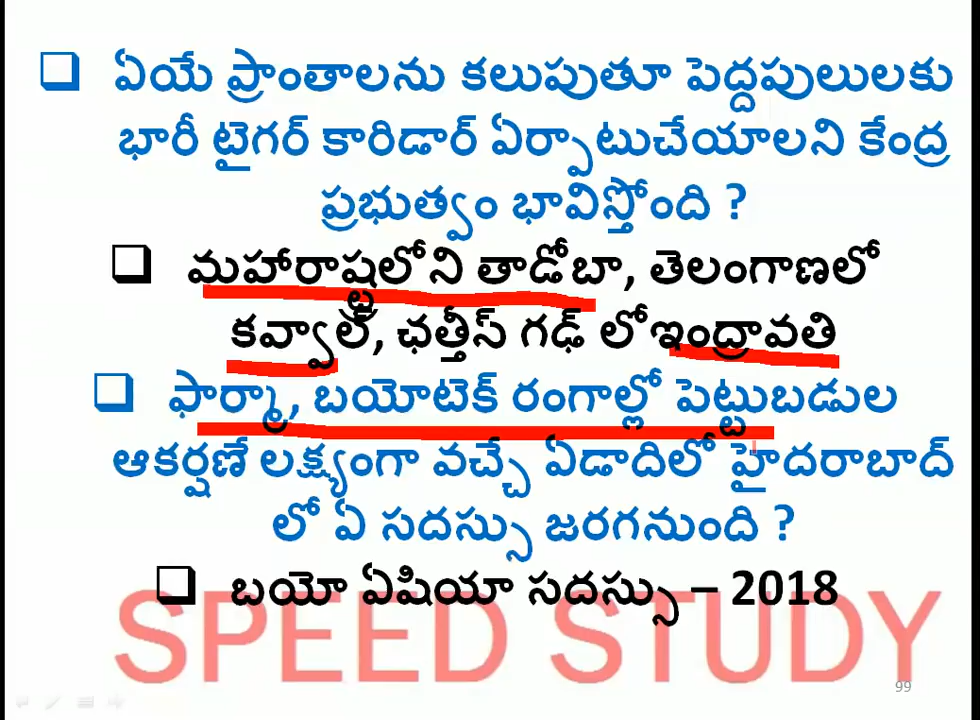 ❑ ఏయే ప్రాంతాలను కలుపుతూ పెద్దపులులకు
భారీ టైగర్ కారిడార్ ఏర్పాటుచేయాలని కేంద్ర
ప్రభుత్వం భావిస్తోంది ?
❑ మహారాష్ట్రలోని తాడోబా, తెలంగాణలో
కవ్వాల్, ఛత్తీస్ గఢ్ లో ఇంద్రావతి
❑ ఫార్మా, బయోటెక్ రంగాల్లో పెట్టుబడుల
ఆకర్షణే లక్ష్యంగా వచ్చే ఏడాదిలో హైదరాబాద్
లో ఏ సదస్సు జరగనుంది ?
❑ బయో ఏషియా సదస్సు – 2018
SPEED STUDY
99